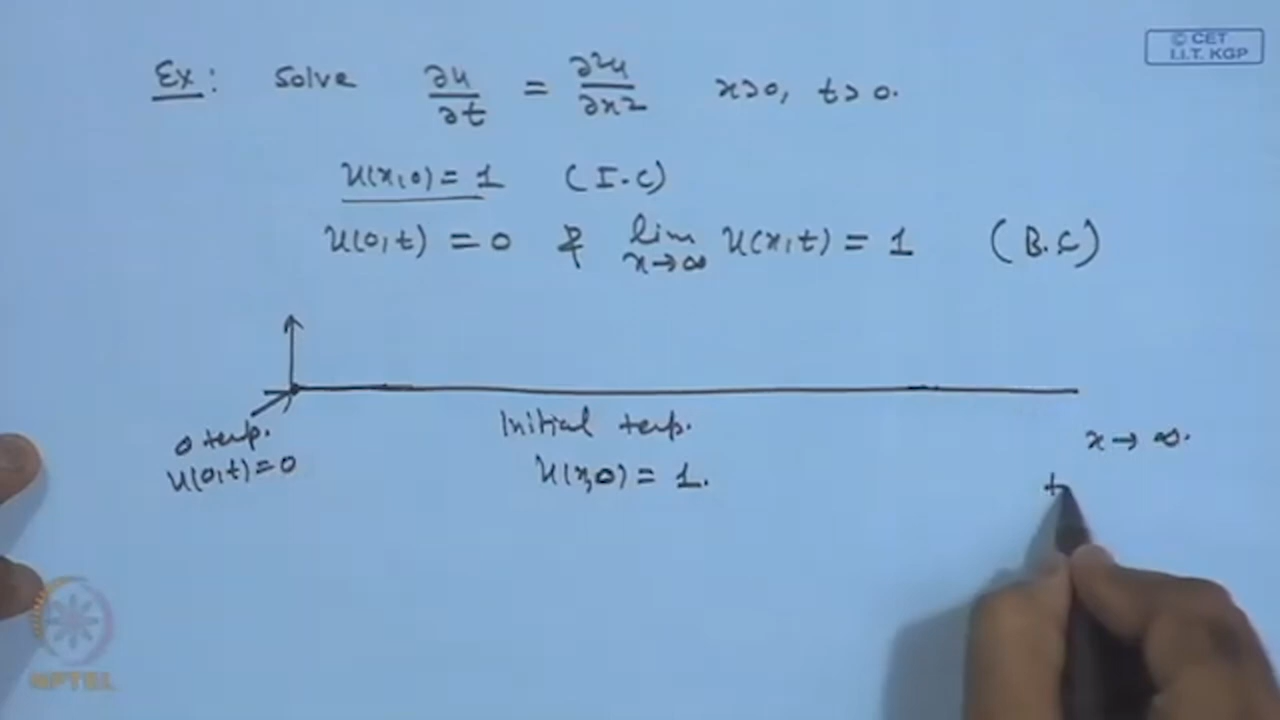 © CET
I.I.T. KGP
Ex: Solve ∂u/∂t = ∂²u/∂x² x>0, t>0.
u(x,0) = 1 (I.C)
u(0,t) = 0 & lim x→∞ u(x,t) = 1 (B.C)
0 temp.
u(0,t)=0
Initial temp.
u(x,0) = 1.
x→ ∞.
t
NPTEL